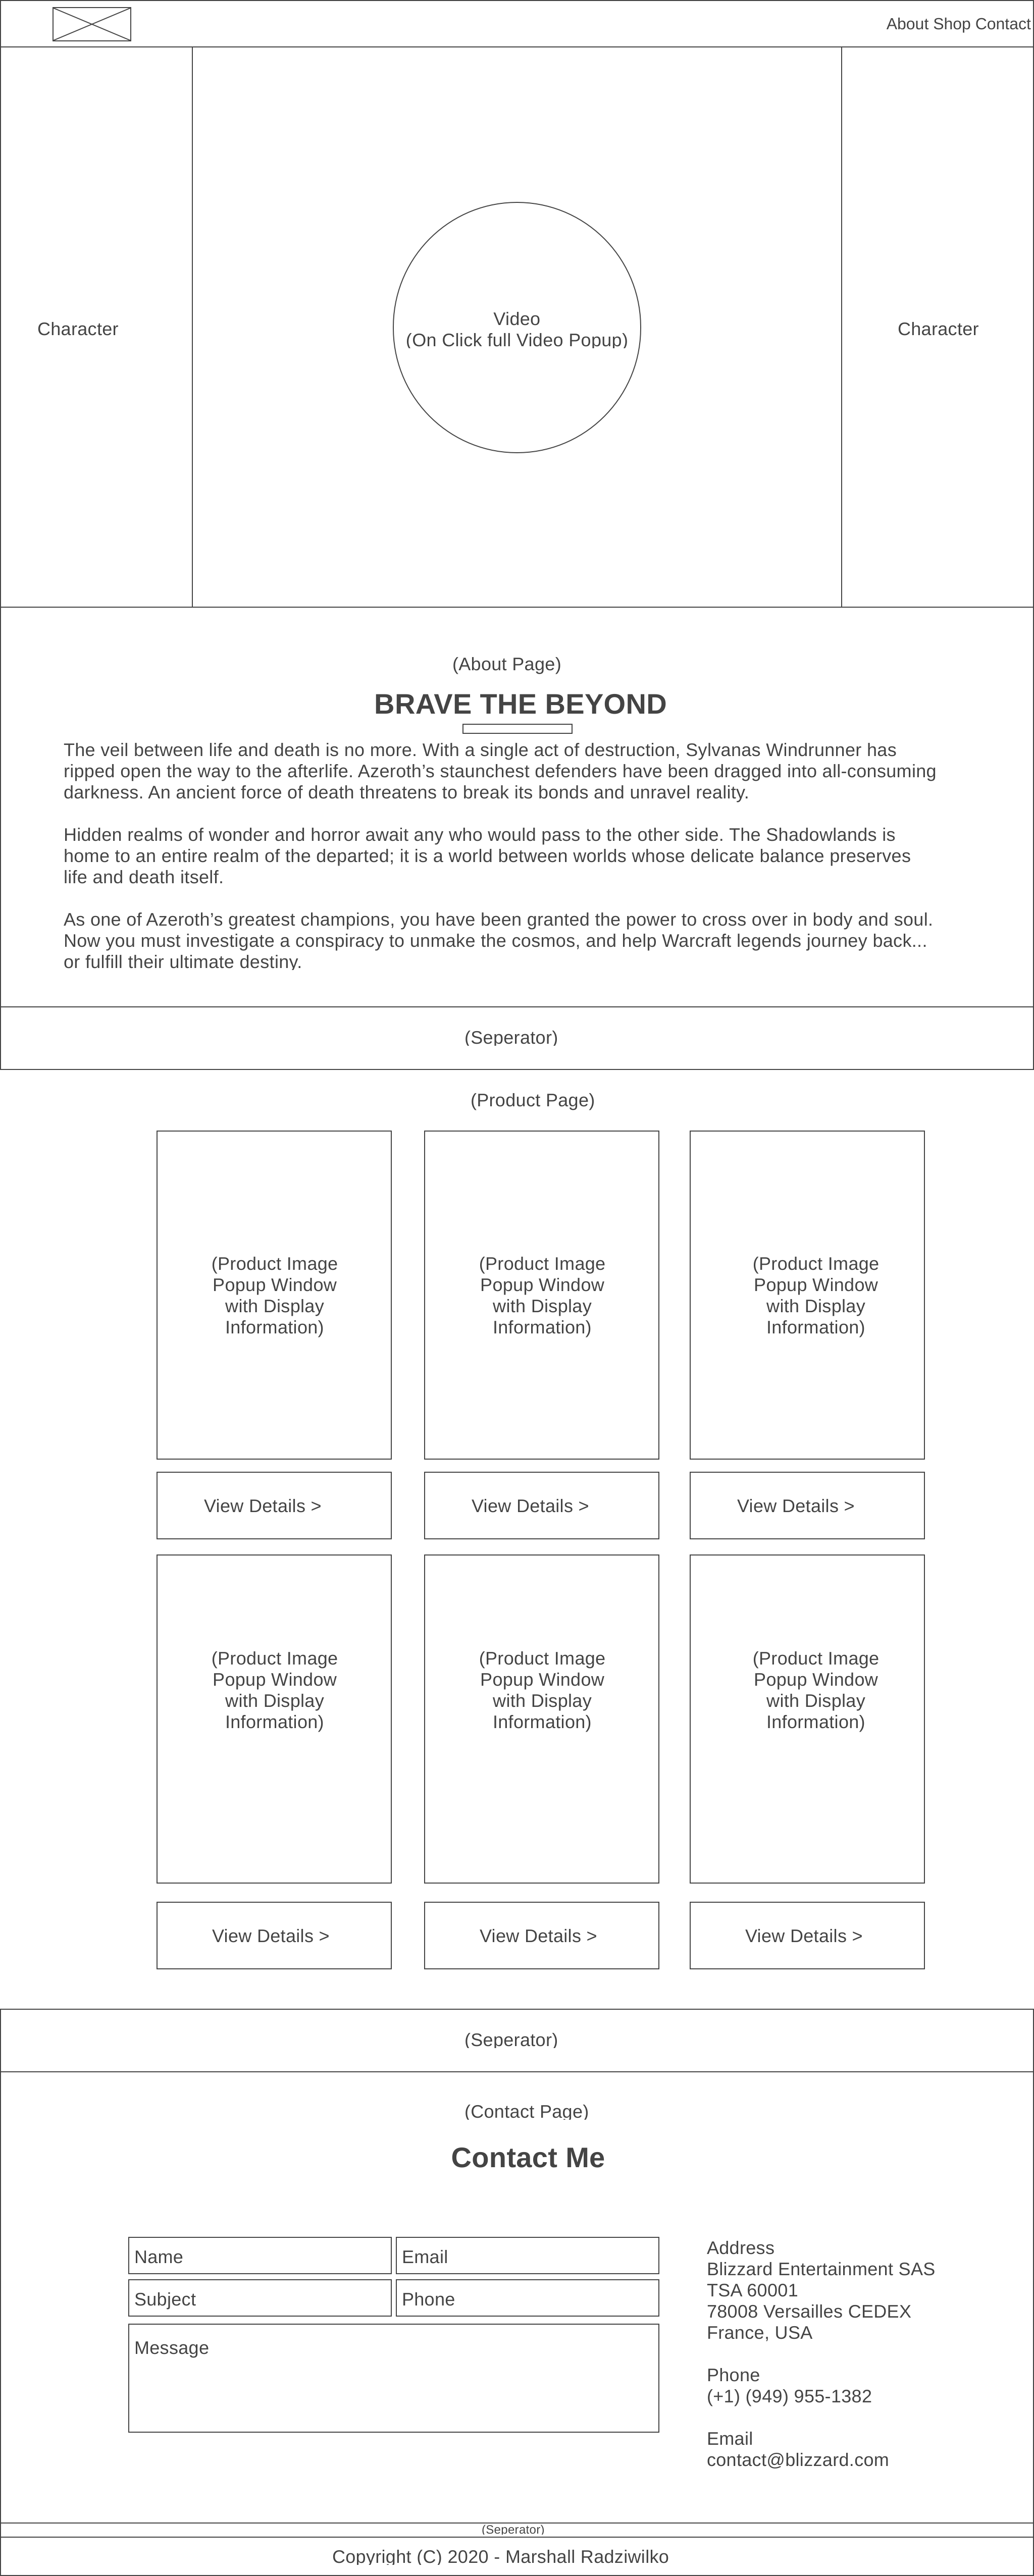 About Shop Contact
Character
Video
(On Click full Video Popup)
Character
(About Page)
BRAVE THE BEYOND
The veil between life and death is no more. With a single act of destruction, Sylvanas Windrunner has
ripped open the way to the afterlife. Azeroth’s staunchest defenders have been dragged into all-consuming
darkness. An ancient force of death threatens to break its bonds and unravel reality.
Hidden realms of wonder and horror await any who would pass to the other side. The Shadowlands is
home to an entire realm of the departed; it is a world between worlds whose delicate balance preserves
life and death itself.
As one of Azeroth’s greatest champions, you have been granted the power to cross over in body and soul.
Now you must investigate a conspiracy to unmake the cosmos, and help Warcraft legends journey back...
or fulfill their ultimate destiny.
(Seperator)
(Product Page)
(Product Image
Popup Window
with Display
Information)
(Product Image
Popup Window
with Display
Information)
(Product Image
Popup Window
with Display
Information)
View Details >
View Details >
View Details >
(Product Image
Popup Window
with Display
Information)
(Product Image
Popup Window
with Display
Information)
(Product Image
Popup Window
with Display
Information)
View Details >
View Details >
View Details >
(Seperator)
(Contact Page)
Contact Me
Name
Email
Subject
Phone
Message
Address
Blizzard Entertainment SAS
TSA 60001
78008 Versailles CEDEX
France, USA
Phone
(+1) (949) 955-1382
Email
contact@blizzard.com
(Seperator)
Copyright (C) 2020 - Marshall Radziwilko